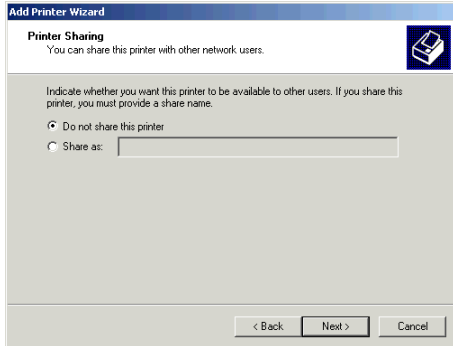 Add Printer Wizard
Printer Sharing
You can share this printer with other network users.
Indicate whether you want this printer to be available to other users. If you share this
printer, you must provide a share name.
Do not share this printer
Share as:
< Back Next > Cancel